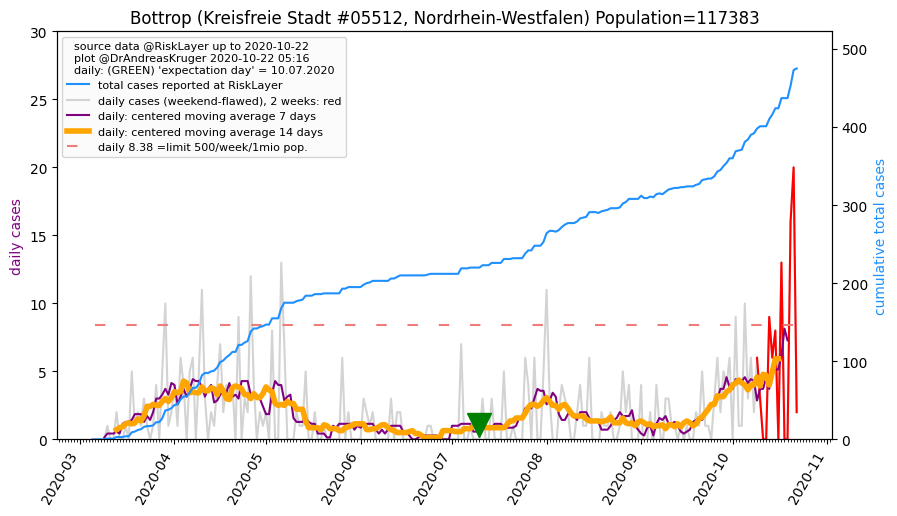 Bottrop (Kreisfreie Stadt #05512, Nordrhein-Westfalen) Population=117383
source data @RiskLayer up to 2020-10-22
plot @DrAndreasKruger 2020-10-22 05:16
daily: (GREEN) 'expectation day' = 10.07.2020
total cases reported at RiskLayer
daily cases (weekend-flawed), 2 weeks: red
daily: centered moving average 7 days
daily: centered moving average 14 days
daily 8.38 =limit 500/week/1mio pop.
daily cases
30
25
20
15
10
5
0
cumulative total cases
500
400
300
200
100
0
2020-03
2020-04
2020-05
2020-06
2020-07
2020-08
2020-09
2020-10
2020-11